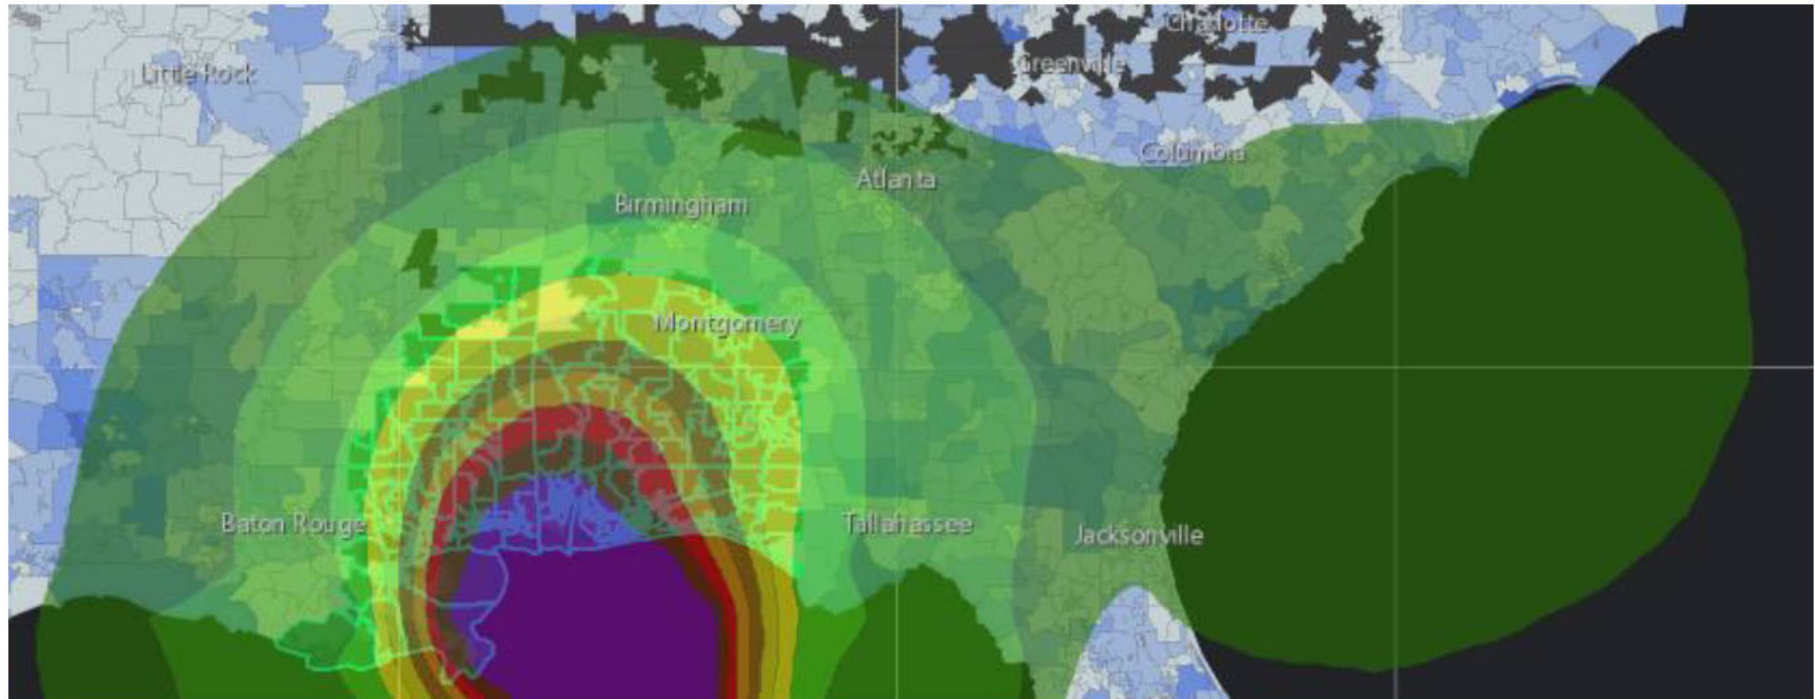 Charlotte
Greenville
Little Rock
Columbia
Atlanta
Birmingham
Montgomery
Baton Rouge
Tallahassee
Jacksonville